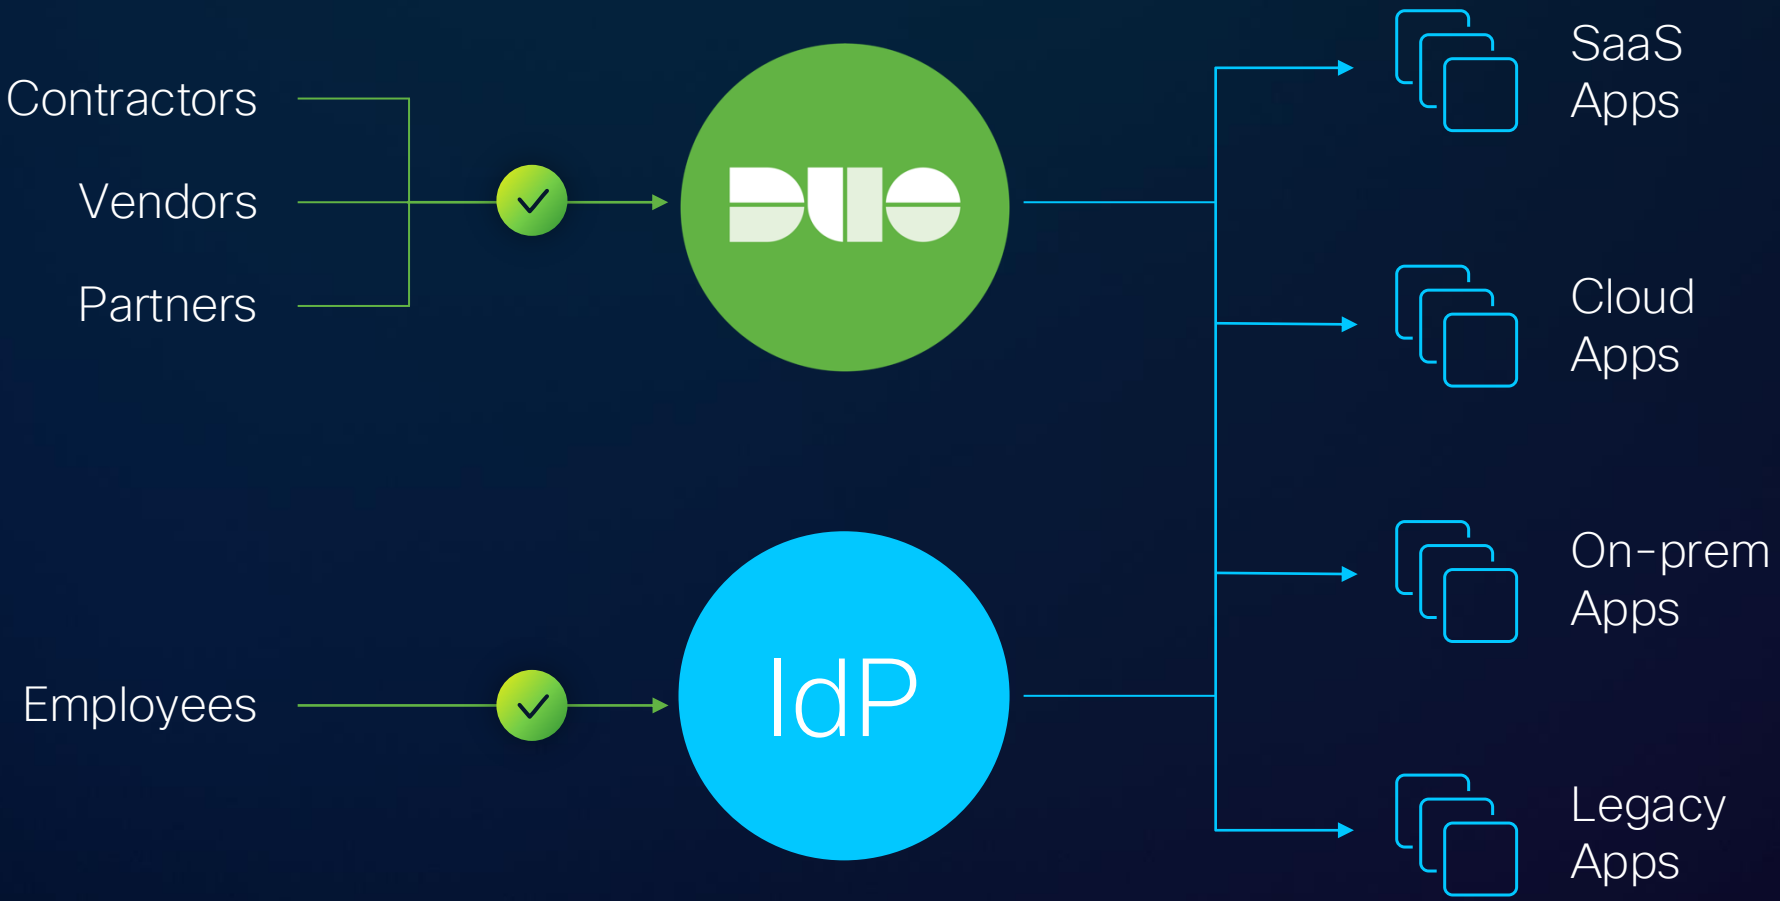 Contractors
Vendors
Partners
Employees
DUO
IdP
SaaS
Apps
Cloud
Apps
On-prem
Apps
Legacy
Apps